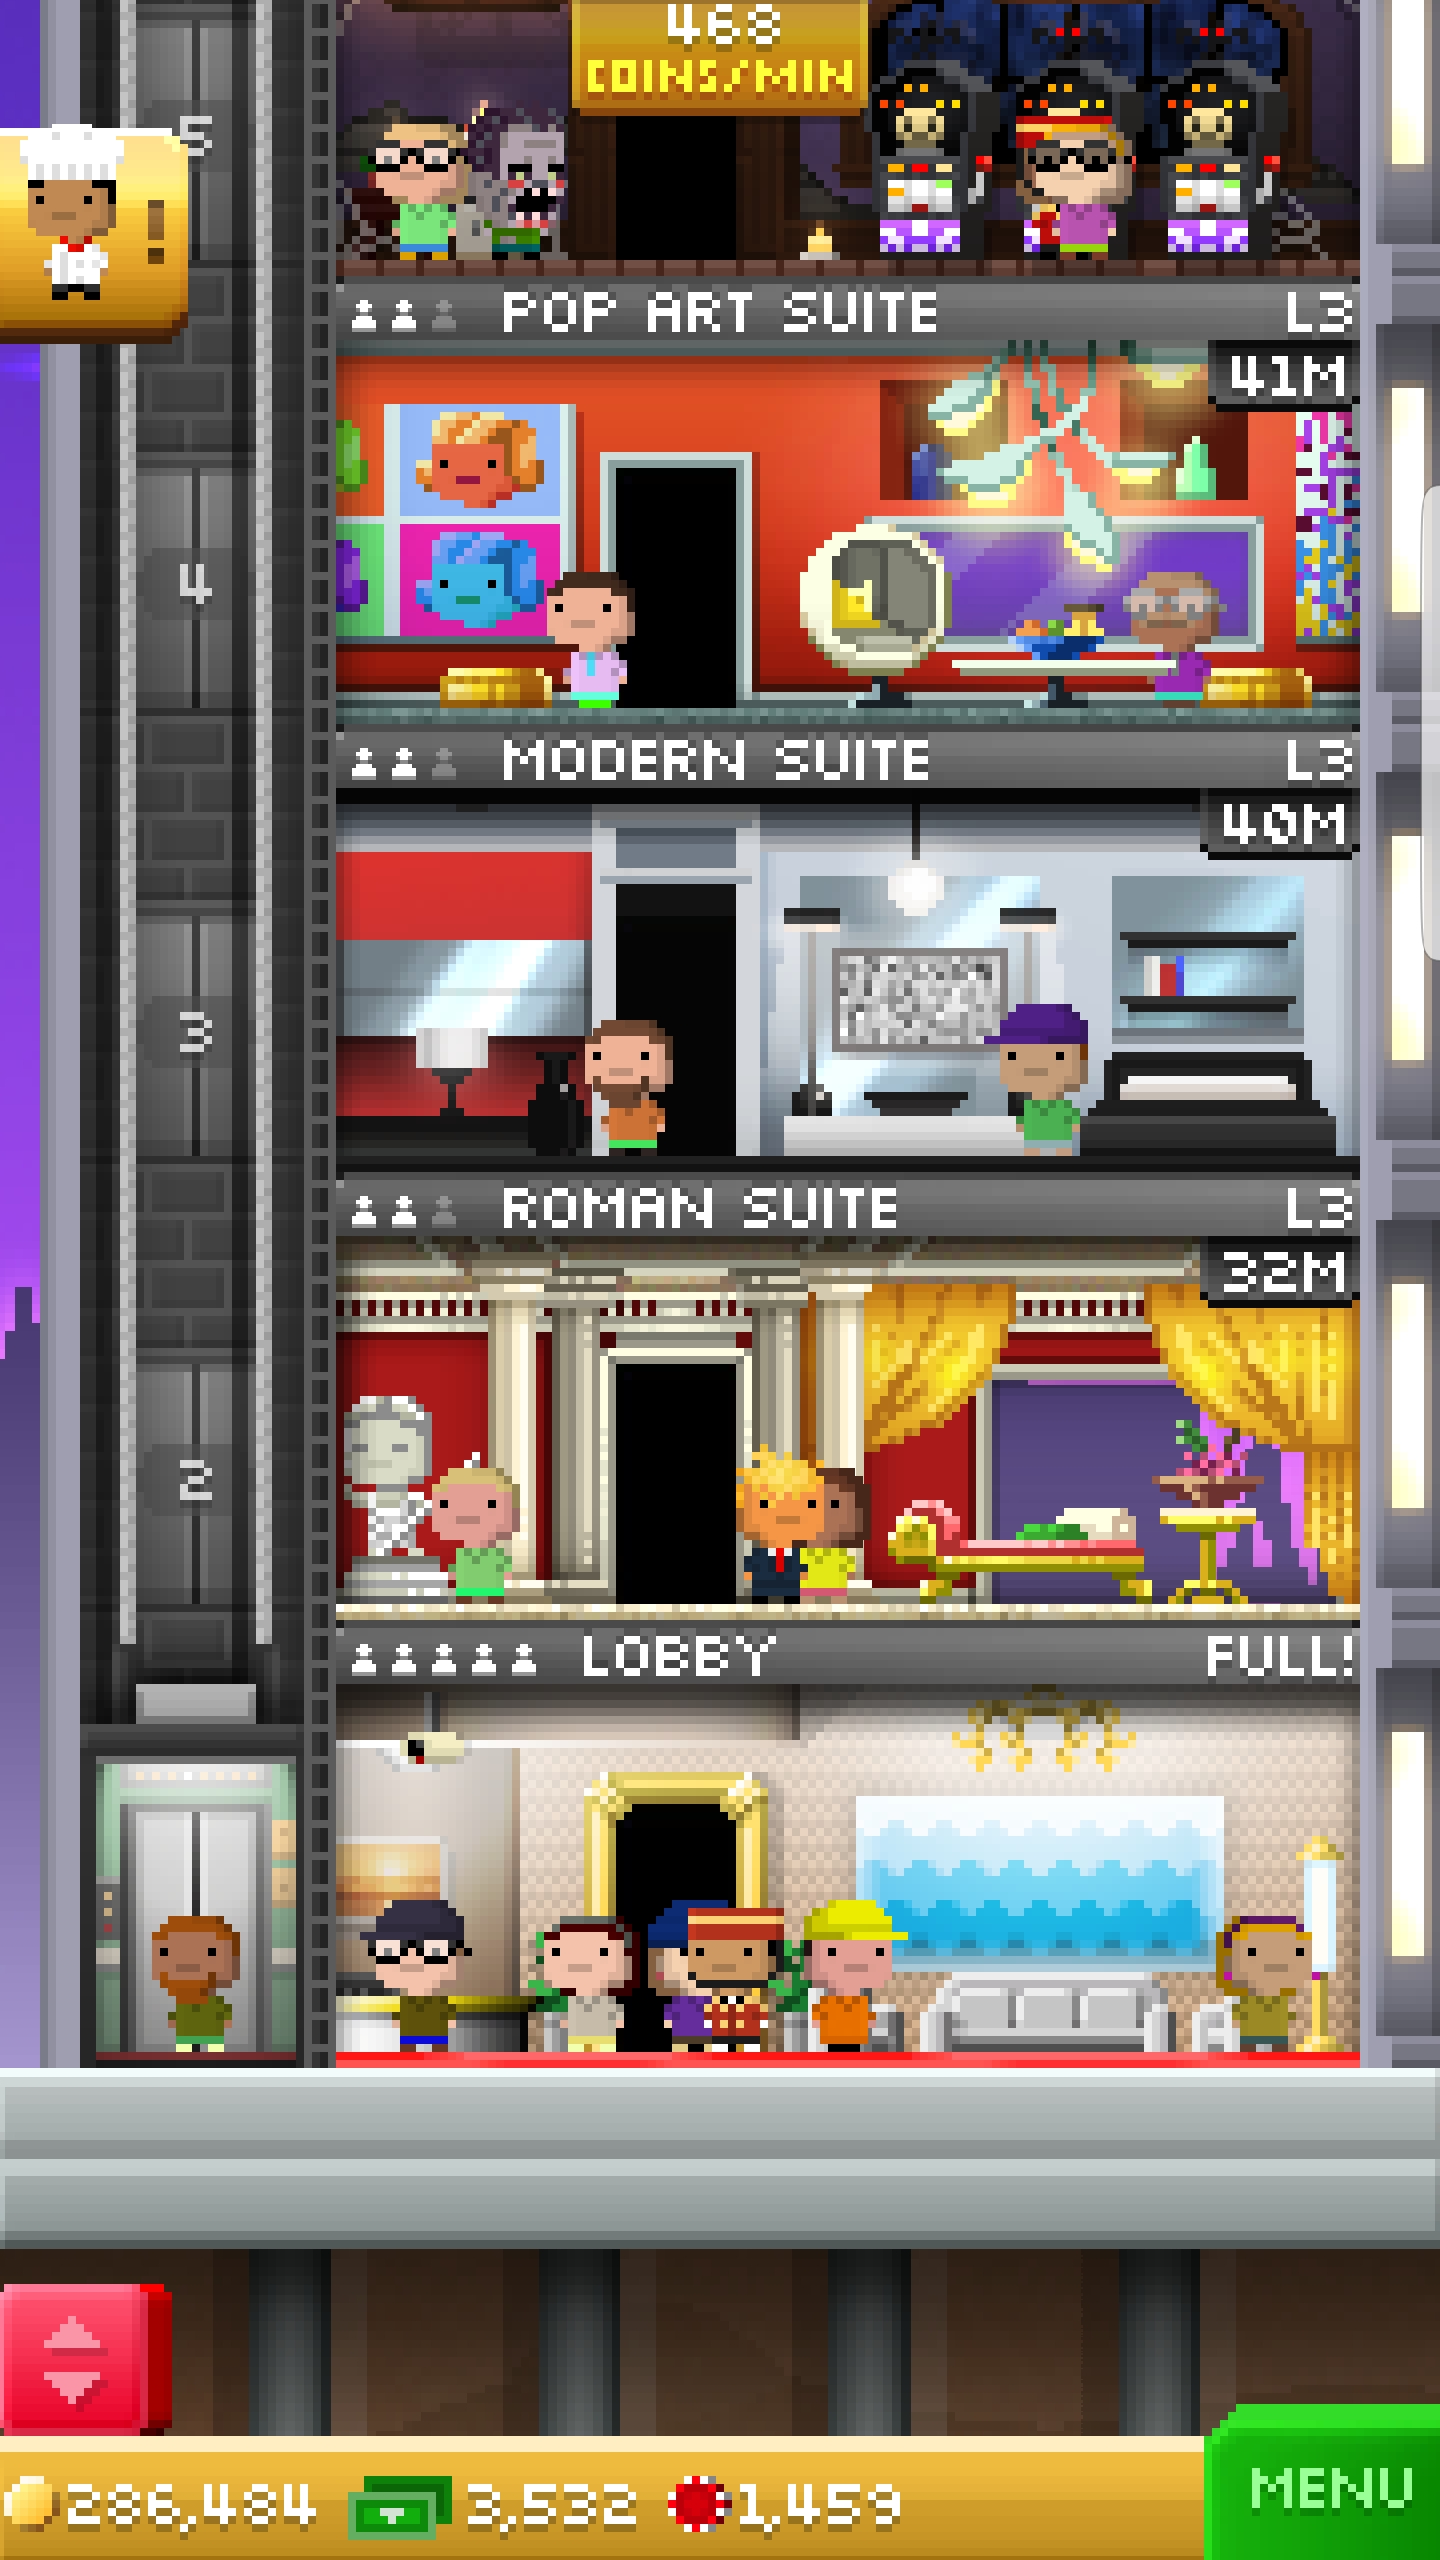 468
COINS/MIN
5
!
POP ART SUITE L3
41M
4
MODERN SUITE L3
40M
3
ROMAN SUITE L3
32M
2
LOBBY FULL!
286,484 3,532 1,459
MENU